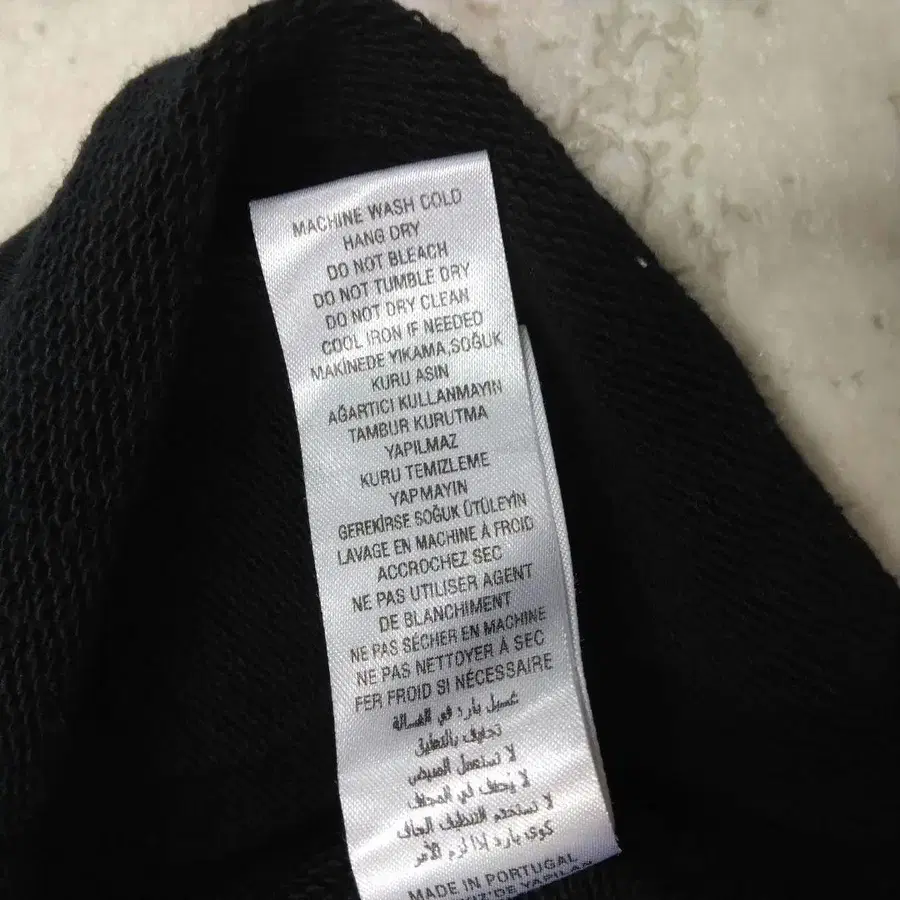 MACHINE WASH COLD
HANG DRY
DO NOT BLEACH
DO NOT TUMBLE DRY
DO NOT DRY CLEAN
COOL IRON IF NEEDED
MAKİNEDE YIKAMA,SOĞUK
KURU ASIN
AĞARTICI KULLANMAYIN
TAMBUR KURUTMA
YAPILMAZ
KURU TEMİZLEME
YAPMAYIN
GEREKİRSE SOĞUK ÜTÜLEYİN
LAVAGE EN MACHINE À FROID
ACCROCHEZ SEC
NE PAS UTILISER AGENT
DE BLANCHIMENT
NE PAS SÉCHER EN MACHINE
NE PAS NETTOYER À SEC
FER FROID SI NÉCESSAIRE
غسيل بارد في الغسالة
تجفيف بالتعليق
لا تستعمل المبيض
لا يجفف في المجفف
لا تستخدم التنظيف الجاف
كوي بارد إذا لزم الأمر
MADE IN PORTUGAL
YAPILAN